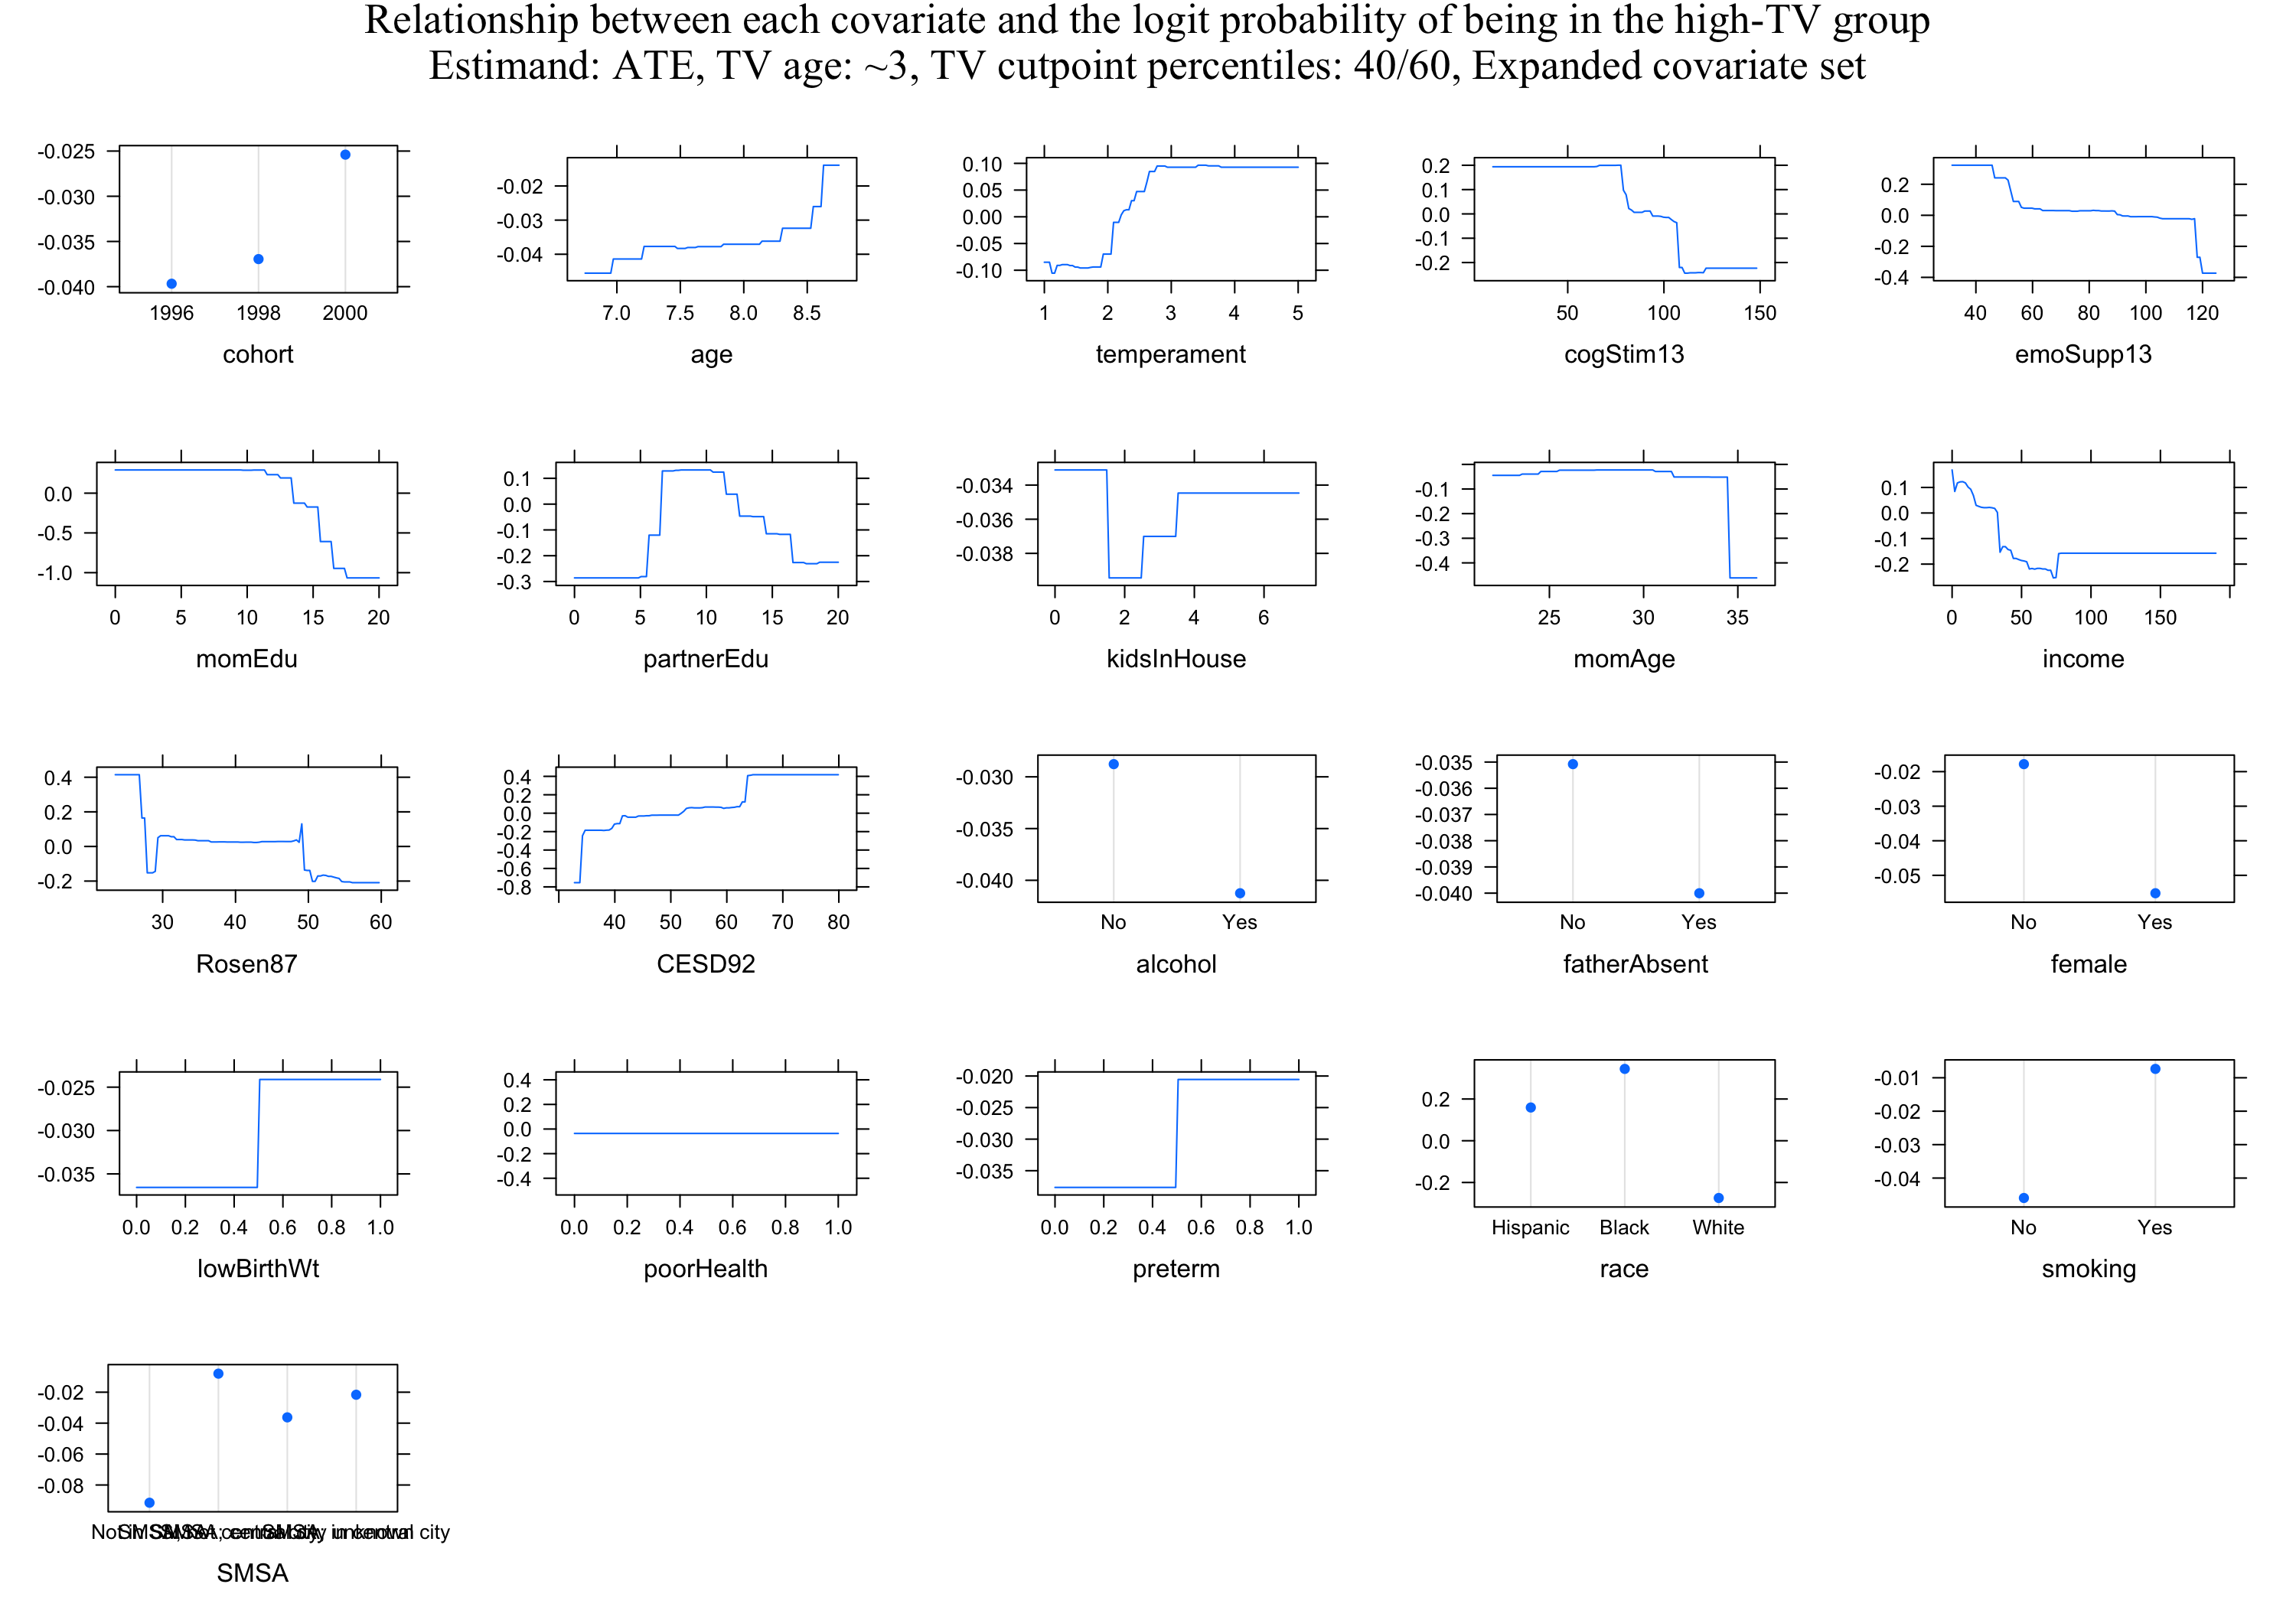 Relationship between each covariate and the logit probability of being in the high-TV group
Estimand: ATE, TV age: ~3, TV cutpoint percentiles: 40/60, Expanded covariate set
-0.025
-0.030
-0.035
-0.040
1996 1998 2000
cohort
-0.02
-0.03
-0.04
7.0 7.5 8.0 8.5
age
0.10
0.05
0.00
-0.05
-0.10
1 2 3 4 5
temperament
0.2
0.1
0.0
-0.1
-0.2
50 100 150
cogStim13
0.2
0.0
-0.2
-0.4
40 60 80 100 120
emoSupp13
0.0
-0.5
-1.0
0 5 10 15 20
momEdu
0.1
0.0
-0.1
-0.2
-0.3
0 5 10 15 20
partnerEdu
-0.034
-0.036
-0.038
0 2 4 6
kidsInHouse
-0.1
-0.2
-0.3
-0.4
25 30 35
momAge
0.1
0.0
-0.1
-0.2
0 50 100 150
income
0.4
0.2
0.0
-0.2
30 40 50 60
Rosen87
0.4
0.2
0.0
-0.2
-0.4
-0.6
-0.8
40 50 60 70 80
CESD92
-0.030
-0.035
-0.040
No Yes
alcohol
-0.035
-0.036
-0.037
-0.038
-0.039
-0.040
No Yes
fatherAbsent
-0.02
-0.03
-0.04
-0.05
No Yes
female
-0.025
-0.030
-0.035
0.0 0.2 0.4 0.6 0.8 1.0
lowBirthWt
0.4
0.2
0.0
-0.2
-0.4
0.0 0.2 0.4 0.6 0.8 1.0
poorHealth
-0.020
-0.025
-0.030
-0.035
0.0 0.2 0.4 0.6 0.8 1.0
preterm
0.2
0.0
-0.2
Hispanic Black White
race
-0.01
-0.02
-0.03
-0.04
No Yes
smoking
-0.02
-0.04
-0.06
-0.08
SMSA